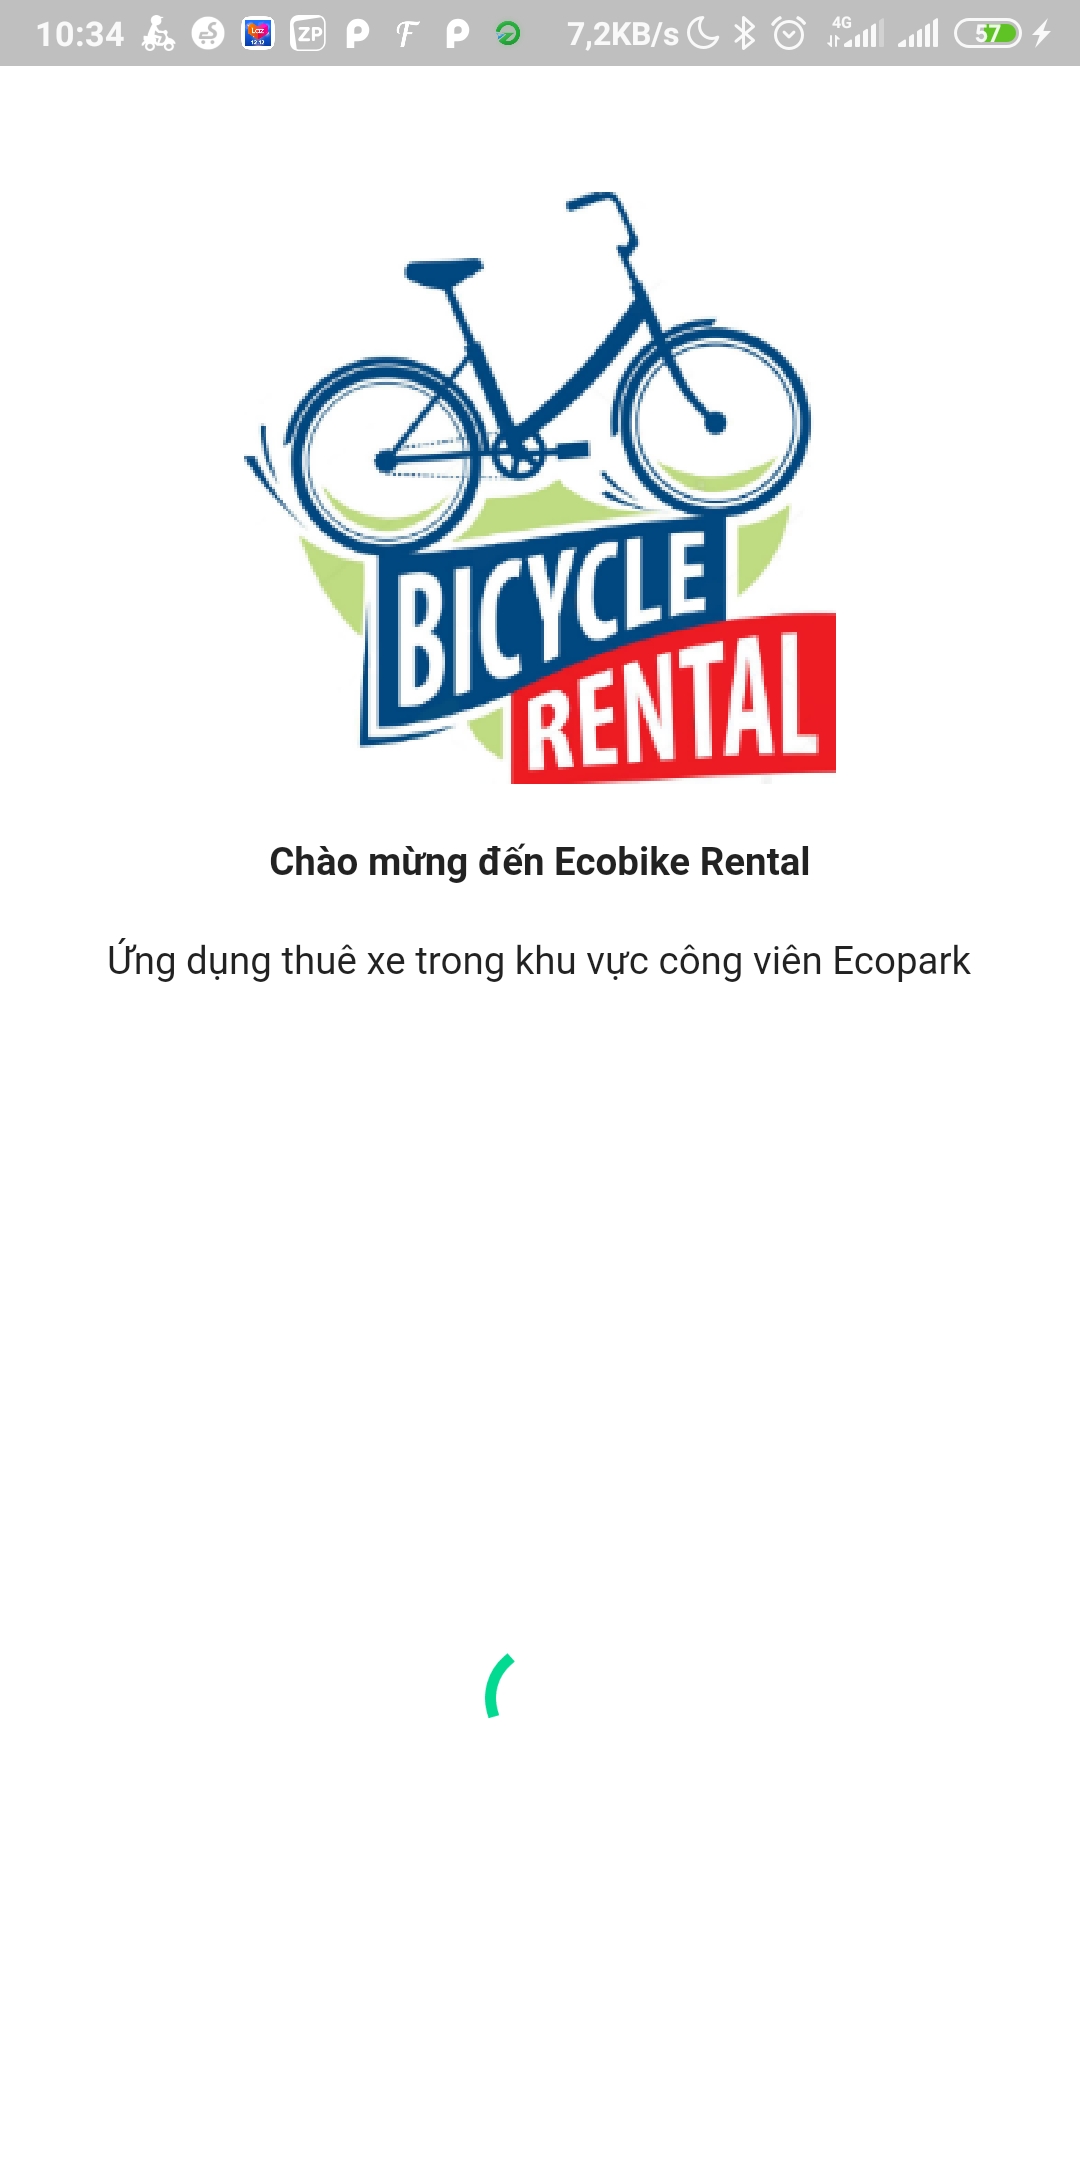 10:34 ZP 7,2KB/s 4G 57
BICYCLE
RENTAL
Chào mừng đến Ecobike Rental
Ứng dụng thuê xe trong khu vực công viên Ecopark